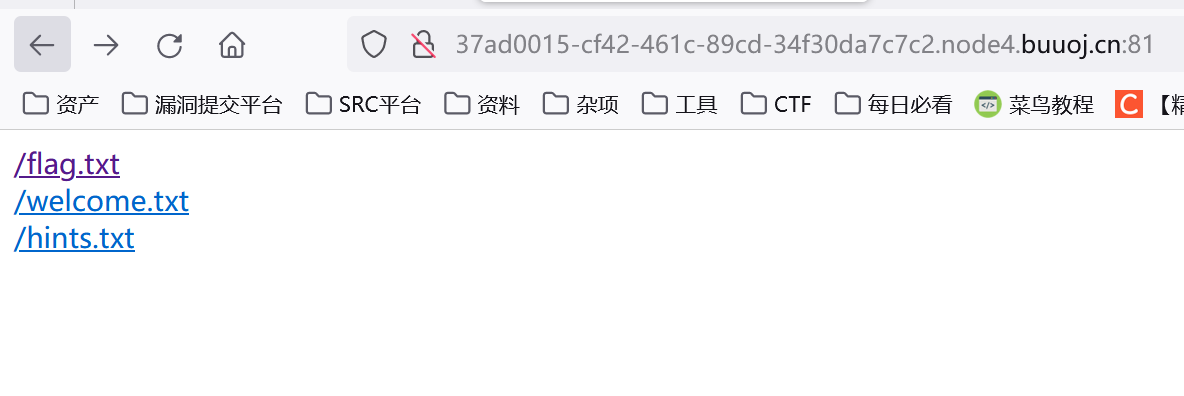 37ad0015-cf42-461c-89cd-34f30da7c7c2.node4.buuoj.cn:81
资产 漏洞提交平台 SRC平台 资料 杂项 工具 CTF 每日必看 菜鸟教程 C 【精
/flag.txt
/welcome.txt
/hints.txt